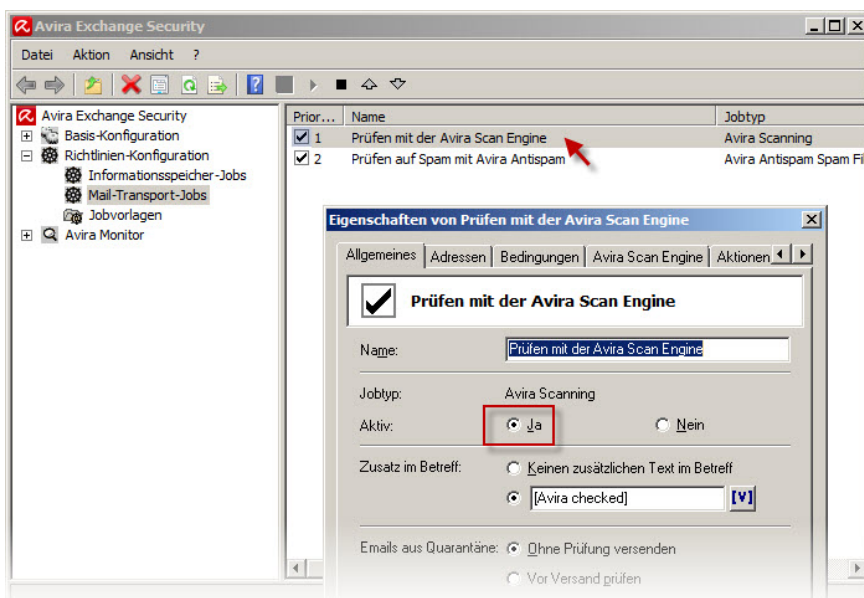 Avira Exchange Security
Datei Aktion Ansicht ?
Avira Exchange Security
Basis-Konfiguration
Richtlinien-Konfiguration
Informationsspeicher-Jobs
Mail-Transport-Jobs
Jobvorlagen
Avira Monitor
Prior... Name Jobtyp
1 Prüfen mit der Avira Scan Engine Avira Scanning
2 Prüfen auf Spam mit Avira Antispam Avira Antispam Spam Fi
Eigenschaften von Prüfen mit der Avira Scan Engine
Allgemeines Adressen Bedingungen Avira Scan Engine Aktionen
Prüfen mit der Avira Scan Engine
Name: Prüfen mit der Avira Scan Engine
Jobtyp: Avira Scanning
Aktiv: Ja Nein
Zusatz im Betreff: Keinen zusätzlichen Text im Betreff
[Avira checked] [V]
Emails aus Quarantäne: Ohne Prüfung versenden
Vor Versand prüfen